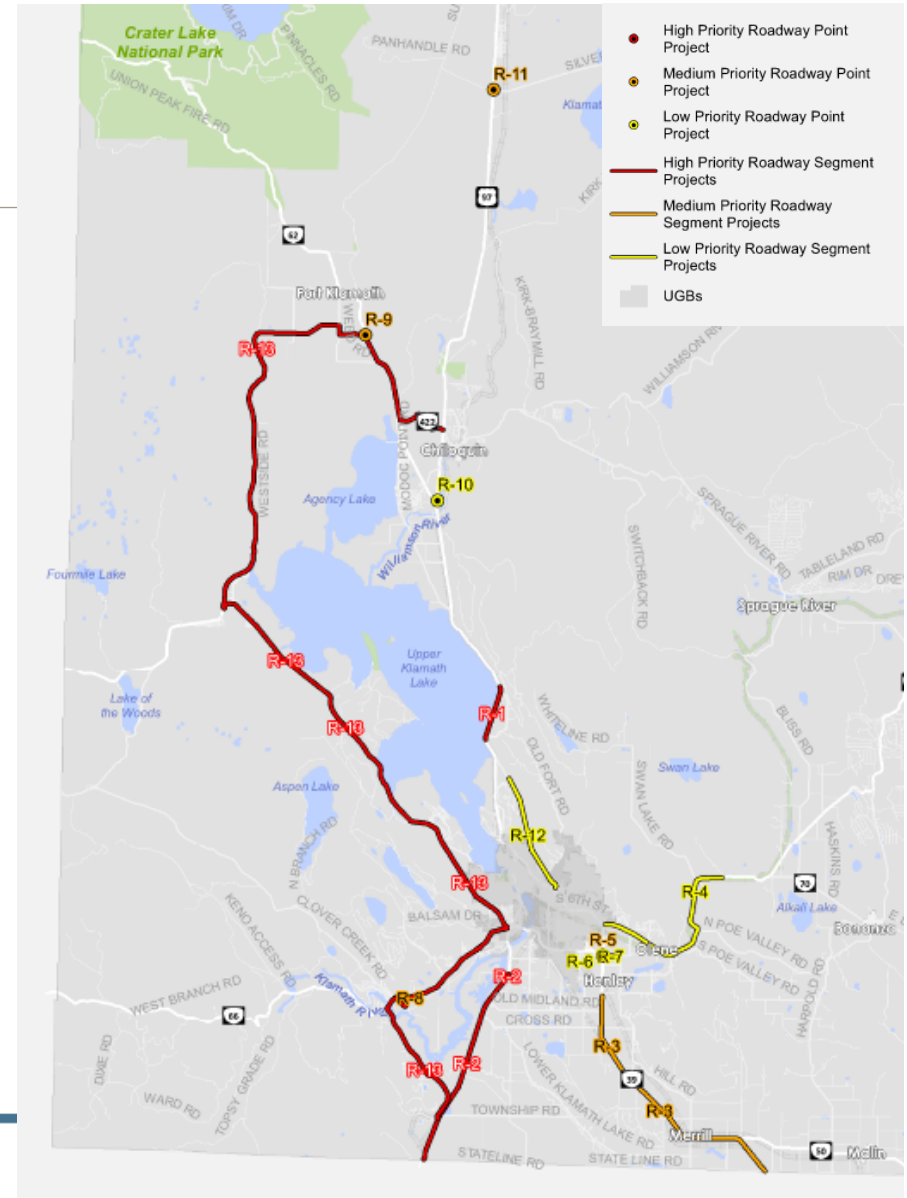 High Priority Roadway Point
Project
Medium Priority Roadway Point
Project
Low Priority Roadway Point
Project
High Priority Roadway Segment
Projects
Medium Priority Roadway
Segment Projects
Low Priority Roadway Segment
Projects
UGBs
Crater Lake
National Park
RIM DR
PINNACLES RD
PANHANDLE RD
SU
SILVER
R-11
Klamat
UNION PEAK FIRE RD
KIRK
97
62
Fort Klamath
WEED RD
R-9
KIRK-BRAYMILL RD
WILLIAMSON RIV
R-13
422
Chiloquin
WESTSIDE RD
MODOC POINT RD
R-10
Agency Lake
Williamson River
SPRAGUE RIVER RD
SWITCHBACK RD
TABLELAND RD
RIM DR
DREW
Fourmile Lake
Sprague River
Upper
Klamath
Lake
R-13
Lake of
the Woods
R-1
R-13
WHITELINE RD
BLISS RD
OLD FORT RD
Swan Lake
SWAN LAKE RD
Aspen Lake
N BRANCH RD
R-12
HASKINS RD
R-13
70
R-4
S 6TH ST
Alkali Lake
CLOVER CREEK RD
BALSAM DR
KENO ACCESS RD
N POE VALLEY RD
Bonanza
R-5
Olene
S POE VALLEY RD
R-6
R-7
Henley
R-2
WEST BRANCH RD
Klamath River
R-8
OLD MIDLAND RD
66
CROSS RD
HARPOLD RD
DIXIE RD
TOPSY GRADE RD
R-3
R-13
R-2
LOWER KLAMATH LAKE RD
39
HILL RD
WARD RD
TOWNSHIP RD
R-3
Merrill
50
Malin
STATELINE RD
STATE LINE RD